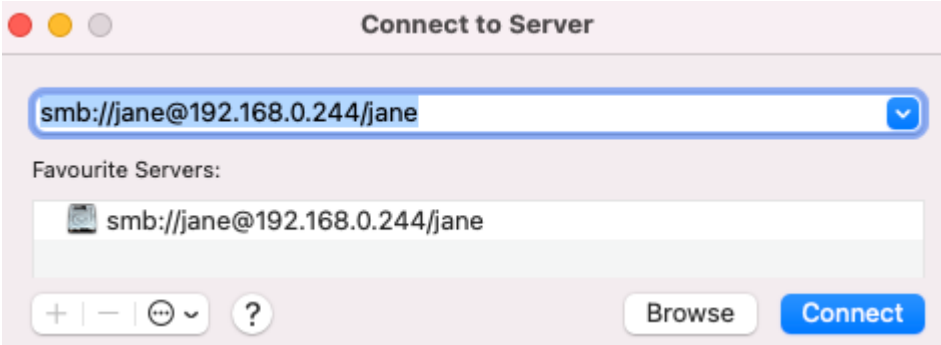 Connect to Server
smb://jane@192.168.0.244/jane
Favourite Servers:
smb://jane@192.168.0.244/jane
? Browse Connect